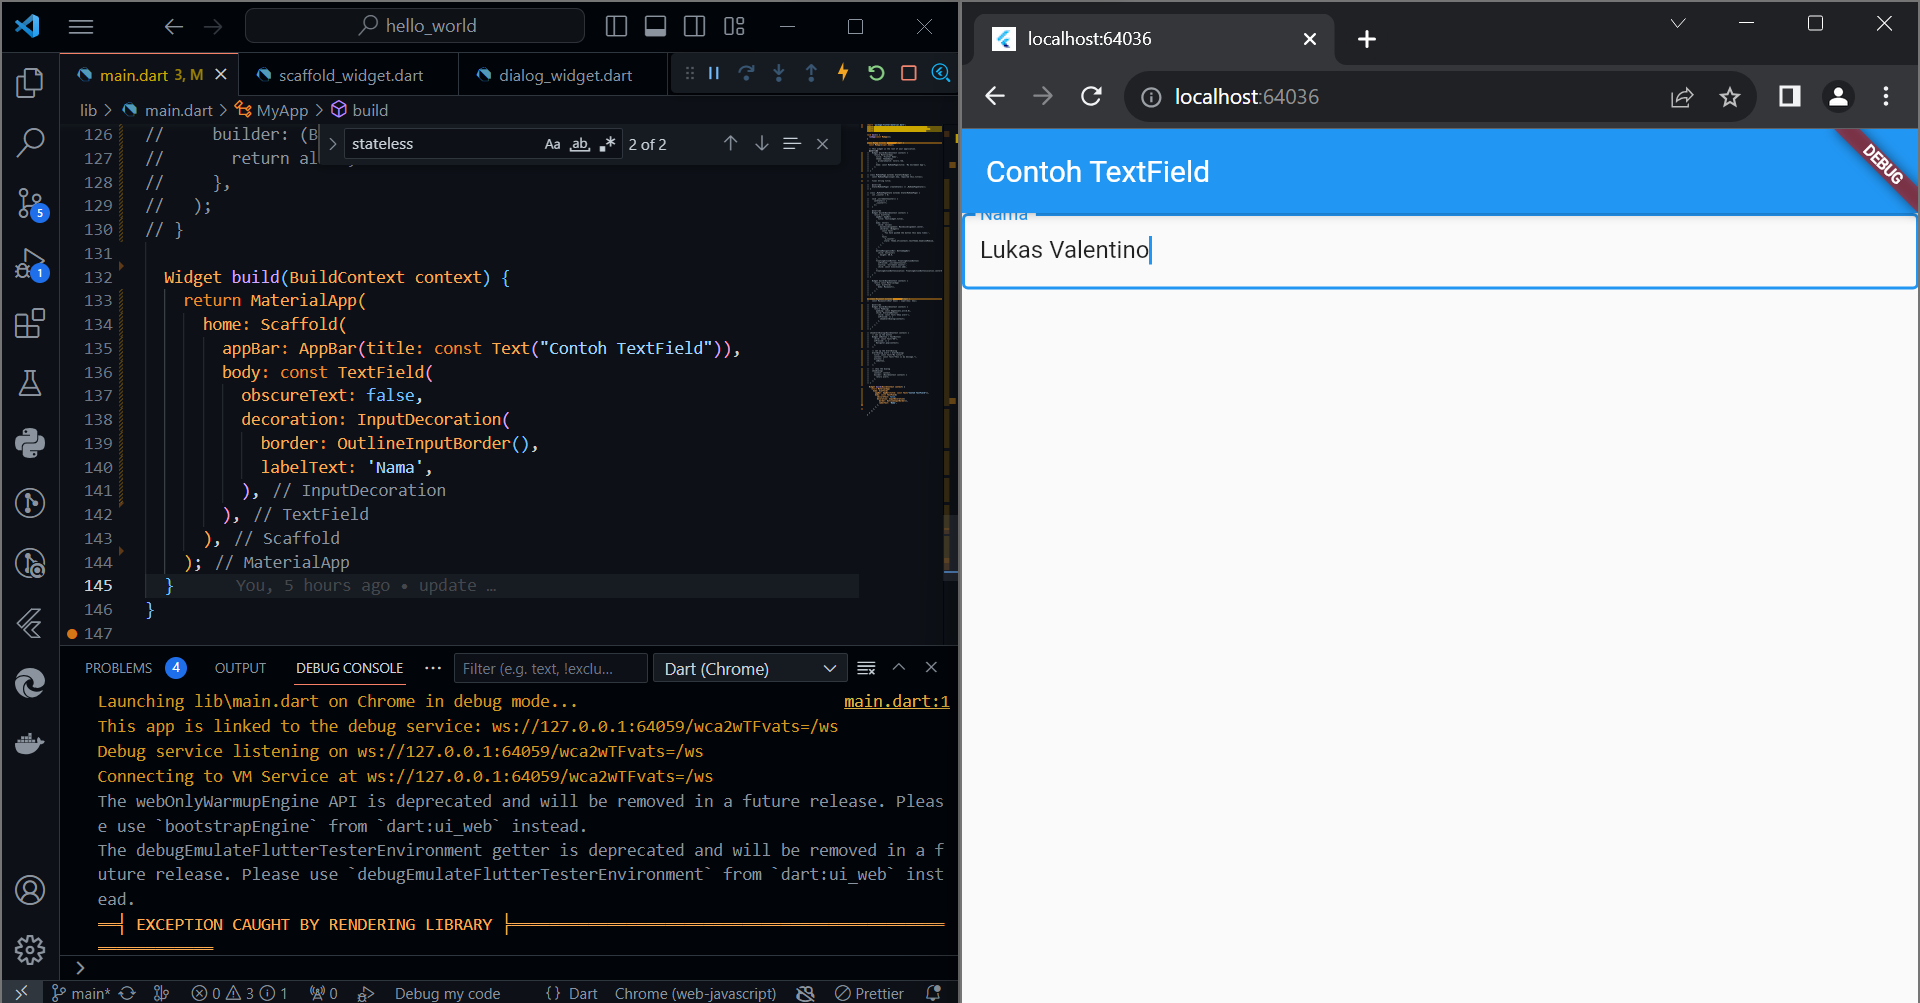 hello_world
main.dart 3, M
scaffold_widget.dart
dialog_widget.dart
lib > main.dart > MyApp > build
stateless
Aa ab 2 of 2
126 // builder: (B
127 // return al
128 // },
129 // );
130 // }
131
132 Widget build(BuildContext context) {
133 return MaterialApp(
134 home: Scaffold(
135 appBar: AppBar(title: const Text("Contoh TextField")),
136 body: const TextField(
137 obscureText: false,
138 decoration: InputDecoration(
139 border: OutlineInputBorder(),
140 labelText: 'Nama',
141 ), // InputDecoration
142 ), // TextField
143 ), // Scaffold
144 ); // MaterialApp
145 } You, 5 hours ago • update …
146 }
147
5
1
PROBLEMS 4 OUTPUT DEBUG CONSOLE ··· Filter (e.g. text, !exclu... Dart (Chrome)
Launching lib\main.dart on Chrome in debug mode... main.dart:1
This app is linked to the debug service: ws://127.0.0.1:64059/wca2wTFvats=/ws
Debug service listening on ws://127.0.0.1:64059/wca2wTFvats=/ws
Connecting to VM Service at ws://127.0.0.1:64059/wca2wTFvats=/ws
The webOnlyWarmupEngine API is deprecated and will be removed in a future release. Pleas
e use `bootstrapEngine` from `dart:ui_web` instead.
The debugEmulateFlutterTesterEnvironment getter is deprecated and will be removed in a f
uture release. Please use `debugEmulateFlutterTesterEnvironment` from `dart:ui_web` inst
ead.
══╡ EXCEPTION CAUGHT BY RENDERING LIBRARY ╞═════════════════════════════════════════════
════════════
>
main* 0 3 1 0 Debug my code {} Dart Chrome (web-javascript) Prettier
localhost:64036
localhost:64036
Contoh TextField
DEBUG
Nama
Lukas Valentino